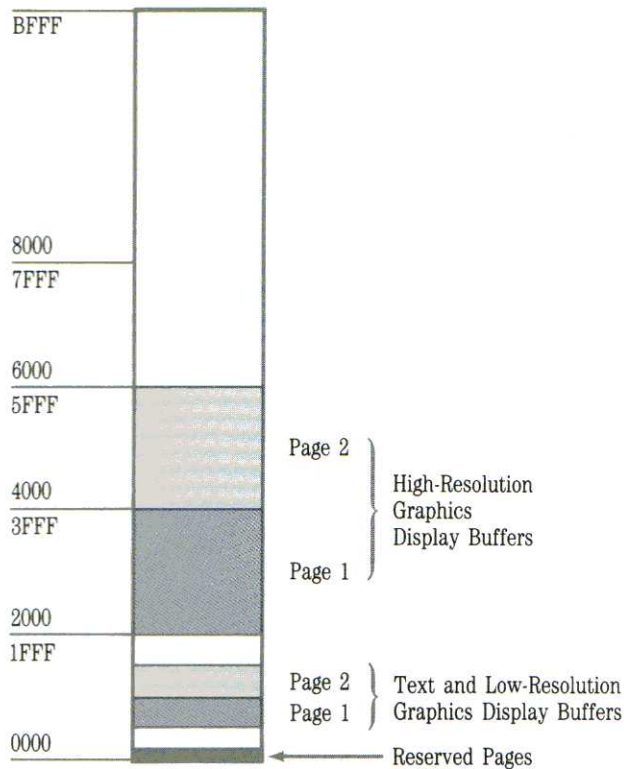 BFFF
8000
7FFF
6000
5FFF
Page 2
High-Resolution
Graphics
Display Buffers
4000
3FFF
Page 1
2000
1FFF
Page 2
Page 1
Text and Low-Resolution
Graphics Display Buffers
0000
Reserved Pages